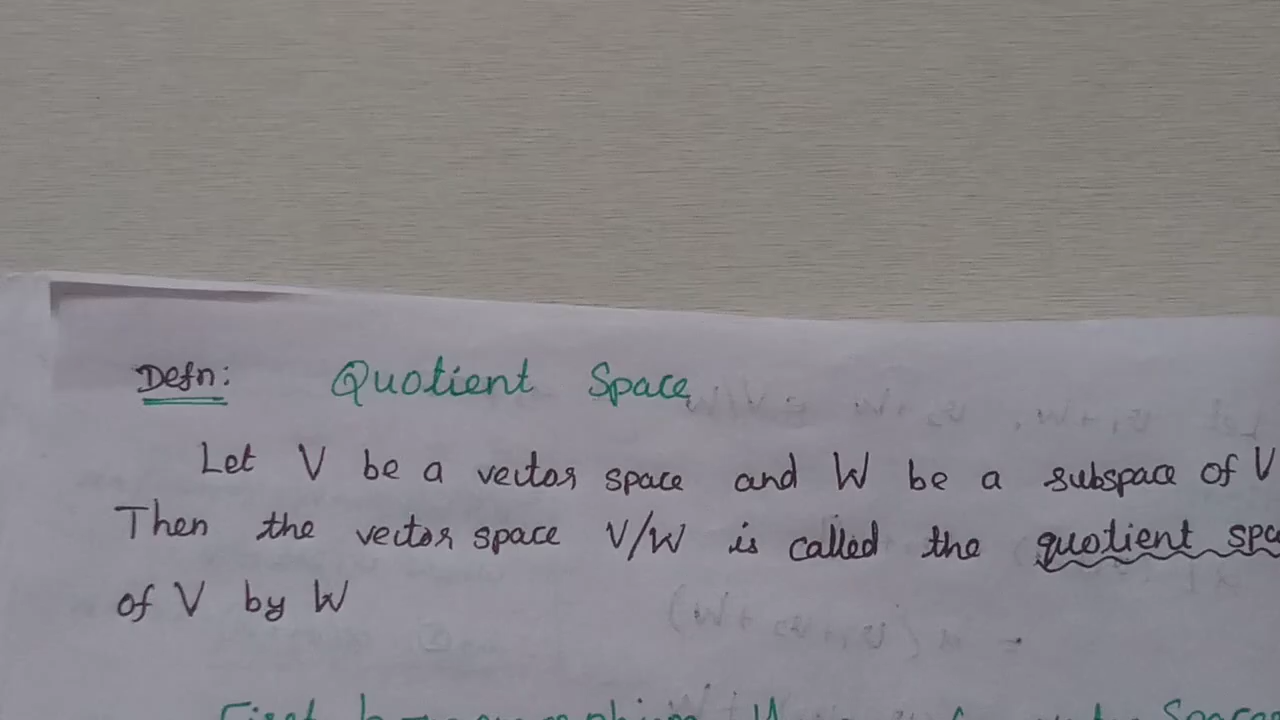 Defn: Quotient Space
Let V be a vector space and W be a subspace of V
Then the vector space V/W is called the quotient spa
of V by W
First